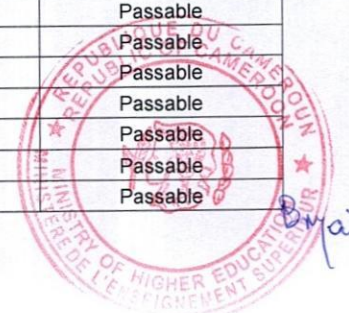 Passable
Passable
Passable
Passable
Passable
Passable
Passable
REPUBLIQUE DU CAMEROUN
REPUBLIC OF CAMEROON
MINISTRY OF HIGHER EDUCATION
MINISTERE DE L'ENSEIGNEMENT SUPERIEUR